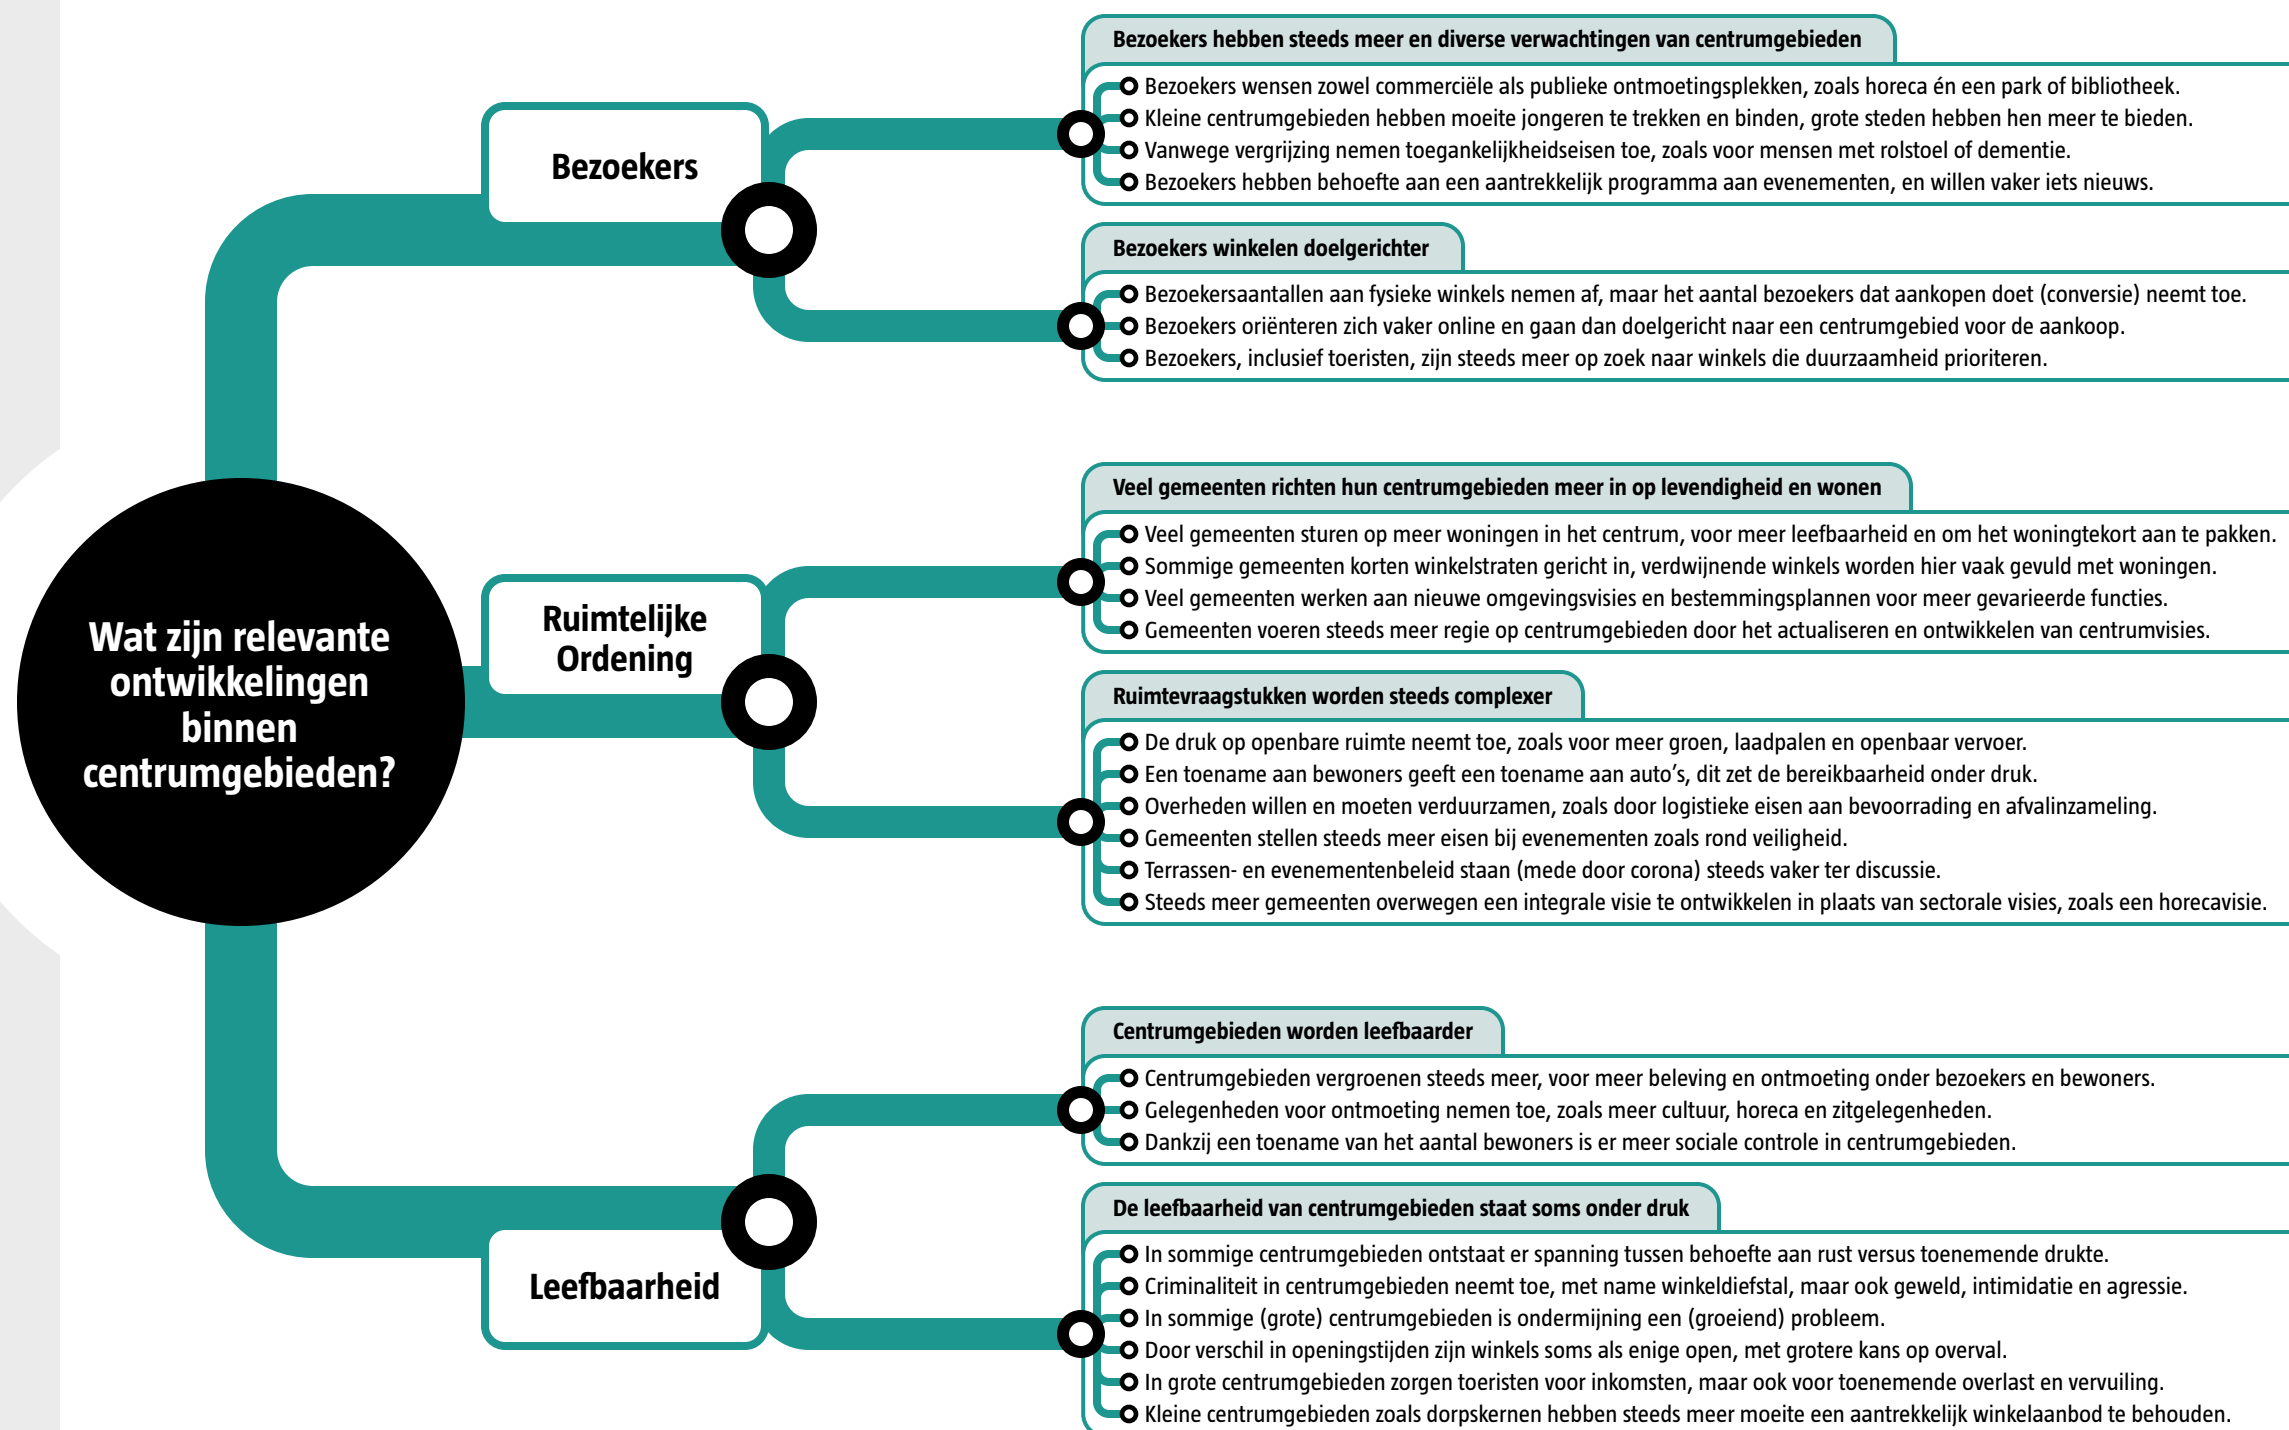 Wat zijn relevante
ontwikkelingen
binnen
centrumgebieden?
Bezoekers
Bezoekers hebben steeds meer en diverse verwachtingen van centrumgebieden
Bezoekers wensen zowel commerciële als publieke ontmoetingsplekken, zoals horeca én een park of bibliotheek.
Kleine centrumgebieden hebben moeite jongeren te trekken en binden, grote steden hebben hen meer te bieden.
Vanwege vergrijzing nemen toegankelijkheidseisen toe, zoals voor mensen met rolstoel of dementie.
Bezoekers hebben behoefte aan een aantrekkelijk programma aan evenementen, en willen vaker iets nieuws.
Bezoekers winkelen doelgerichter
Bezoekersaantallen aan fysieke winkels nemen af, maar het aantal bezoekers dat aankopen doet (conversie) neemt toe.
Bezoekers oriënteren zich vaker online en gaan dan doelgericht naar een centrumgebied voor de aankoop.
Bezoekers, inclusief toeristen, zijn steeds meer op zoek naar winkels die duurzaamheid prioriteren.
Ruimtelijke
Ordening
Veel gemeenten richten hun centrumgebieden meer in op levendigheid en wonen
Veel gemeenten sturen op meer woningen in het centrum, voor meer leefbaarheid en om het woningtekort aan te pakken.
Sommige gemeenten korten winkelstraten gericht in, verdwijnende winkels worden hier vaak gevuld met woningen.
Veel gemeenten werken aan nieuwe omgevingsvisies en bestemmingsplannen voor meer gevarieerde functies.
Gemeenten voeren steeds meer regie op centrumgebieden door het actualiseren en ontwikkelen van centrumvisies.
Ruimtevraagstukken worden steeds complexer
De druk op openbare ruimte neemt toe, zoals voor meer groen, laadpalen en openbaar vervoer.
Een toename aan bewoners geeft een toename aan auto's, dit zet de bereikbaarheid onder druk.
Overheden willen en moeten verduurzamen, zoals door logistieke eisen aan bevoorrading en afvalinzameling.
Gemeenten stellen steeds meer eisen bij evenementen zoals rond veiligheid.
Terrassen- en evenementenbeleid staan (mede door corona) steeds vaker ter discussie.
Steeds meer gemeenten overwegen een integrale visie te ontwikkelen in plaats van sectorale visies, zoals een horecavisie.
Leefbaarheid
Centrumgebieden worden leefbaarder
Centrumgebieden vergroenen steeds meer, voor meer beleving en ontmoeting onder bezoekers en bewoners.
Gelegenheden voor ontmoeting nemen toe, zoals meer cultuur, horeca en zitgelegenheden.
Dankzij een toename van het aantal bewoners is er meer sociale controle in centrumgebieden.
De leefbaarheid van centrumgebieden staat soms onder druk
In sommige centrumgebieden ontstaat er spanning tussen behoefte aan rust versus toenemende drukte.
Criminaliteit in centrumgebieden neemt toe, met name winkeldiefstal, maar ook geweld, intimidatie en agressie.
In sommige (grote) centrumgebieden is ondermijning een (groeiend) probleem.
Door verschil in openingstijden zijn winkels soms als enige open, met grotere kans op overval.
In grote centrumgebieden zorgen toeristen voor inkomsten, maar ook voor toenemende overlast en vervuiling.
Kleine centrumgebieden zoals dorpskernen hebben steeds meer moeite een aantrekkelijk winkelaanbod te behouden.